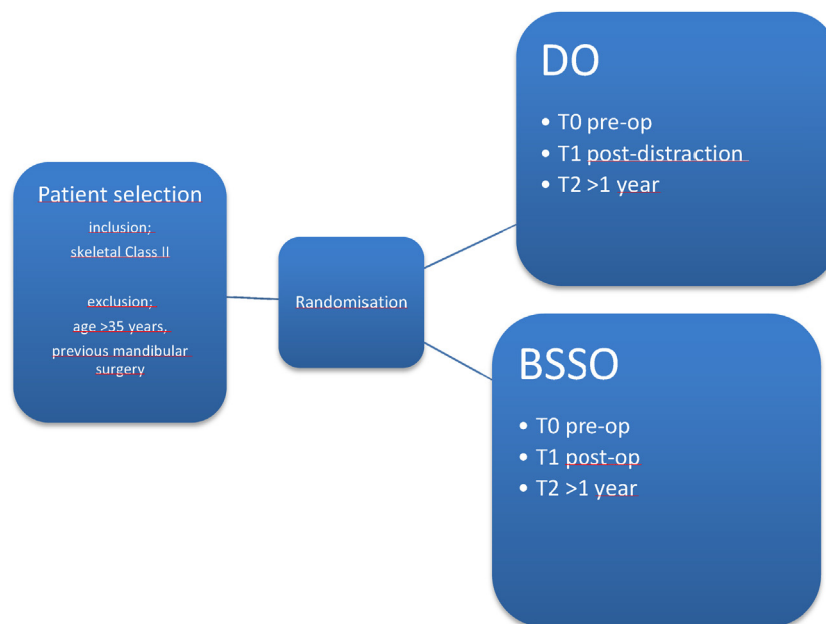 Patient selection
inclusion;
skeletal Class II
exclusion;
age >35 years,
previous mandibular
surgery
Randomisation
DO
• T0 pre-op
• T1 post-distraction
• T2 >1 year
BSSO
• T0 pre-op
• T1 post-op
• T2 >1 year